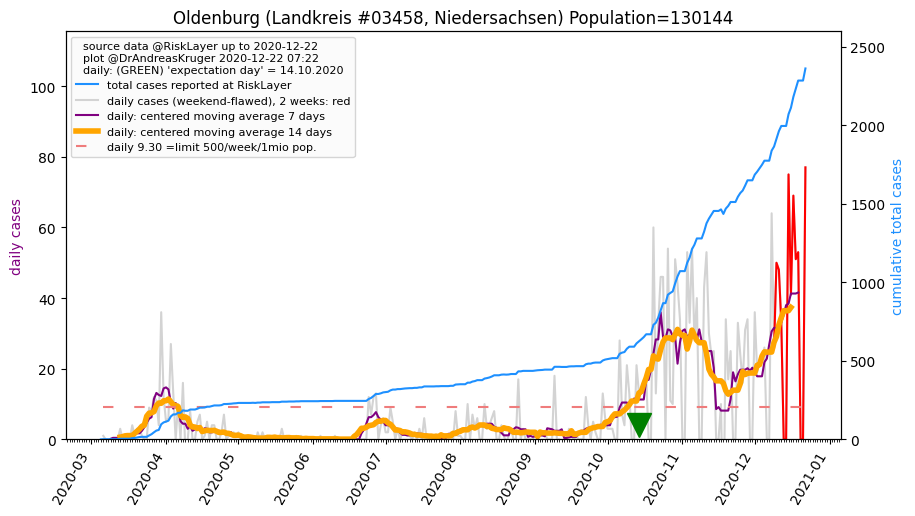 Oldenburg (Landkreis #03458, Niedersachsen) Population=130144
source data @RiskLayer up to 2020-12-22
plot @DrAndreasKruger 2020-12-22 07:22
daily: (GREEN) 'expectation day' = 14.10.2020
total cases reported at RiskLayer
daily cases (weekend-flawed), 2 weeks: red
daily: centered moving average 7 days
daily: centered moving average 14 days
daily 9.30 =limit 500/week/1mio pop.
daily cases
100
80
60
40
20
0
cumulative total cases
2500
2000
1500
1000
500
0
2020-03
2020-04
2020-05
2020-06
2020-07
2020-08
2020-09
2020-10
2020-11
2020-12
2021-01